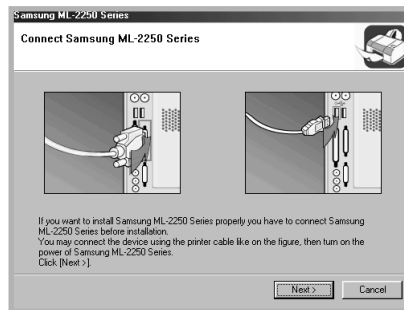 Samsung ML-2250 Series
Connect Samsung ML-2250 Series
If you want to install Samsung ML-2250 Series properly you have to connect Samsung
ML-2250 Series before installation.
You may connect the device using the printer cable like on the figure, then turn on the
power of Samsung ML-2250 Series.
Click [Next >].
Next >
Cancel